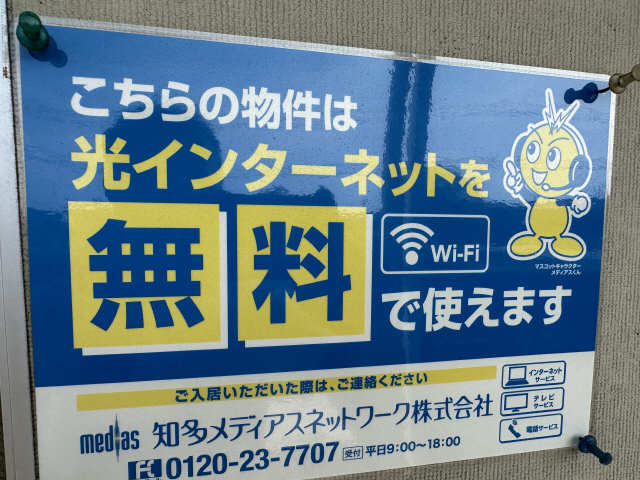 こちらの物件は
光インターネットを
無料
Wi-Fi
で使えます
マスコットキャラクター
メディアスくん
ご入居いただいた際は、ご連絡ください
medias 知多メディアスネットワーク株式会社
0120-23-7707 受付 平日9:00〜18:00
インターネット
サービス
テレビ
サービス
電話サービス